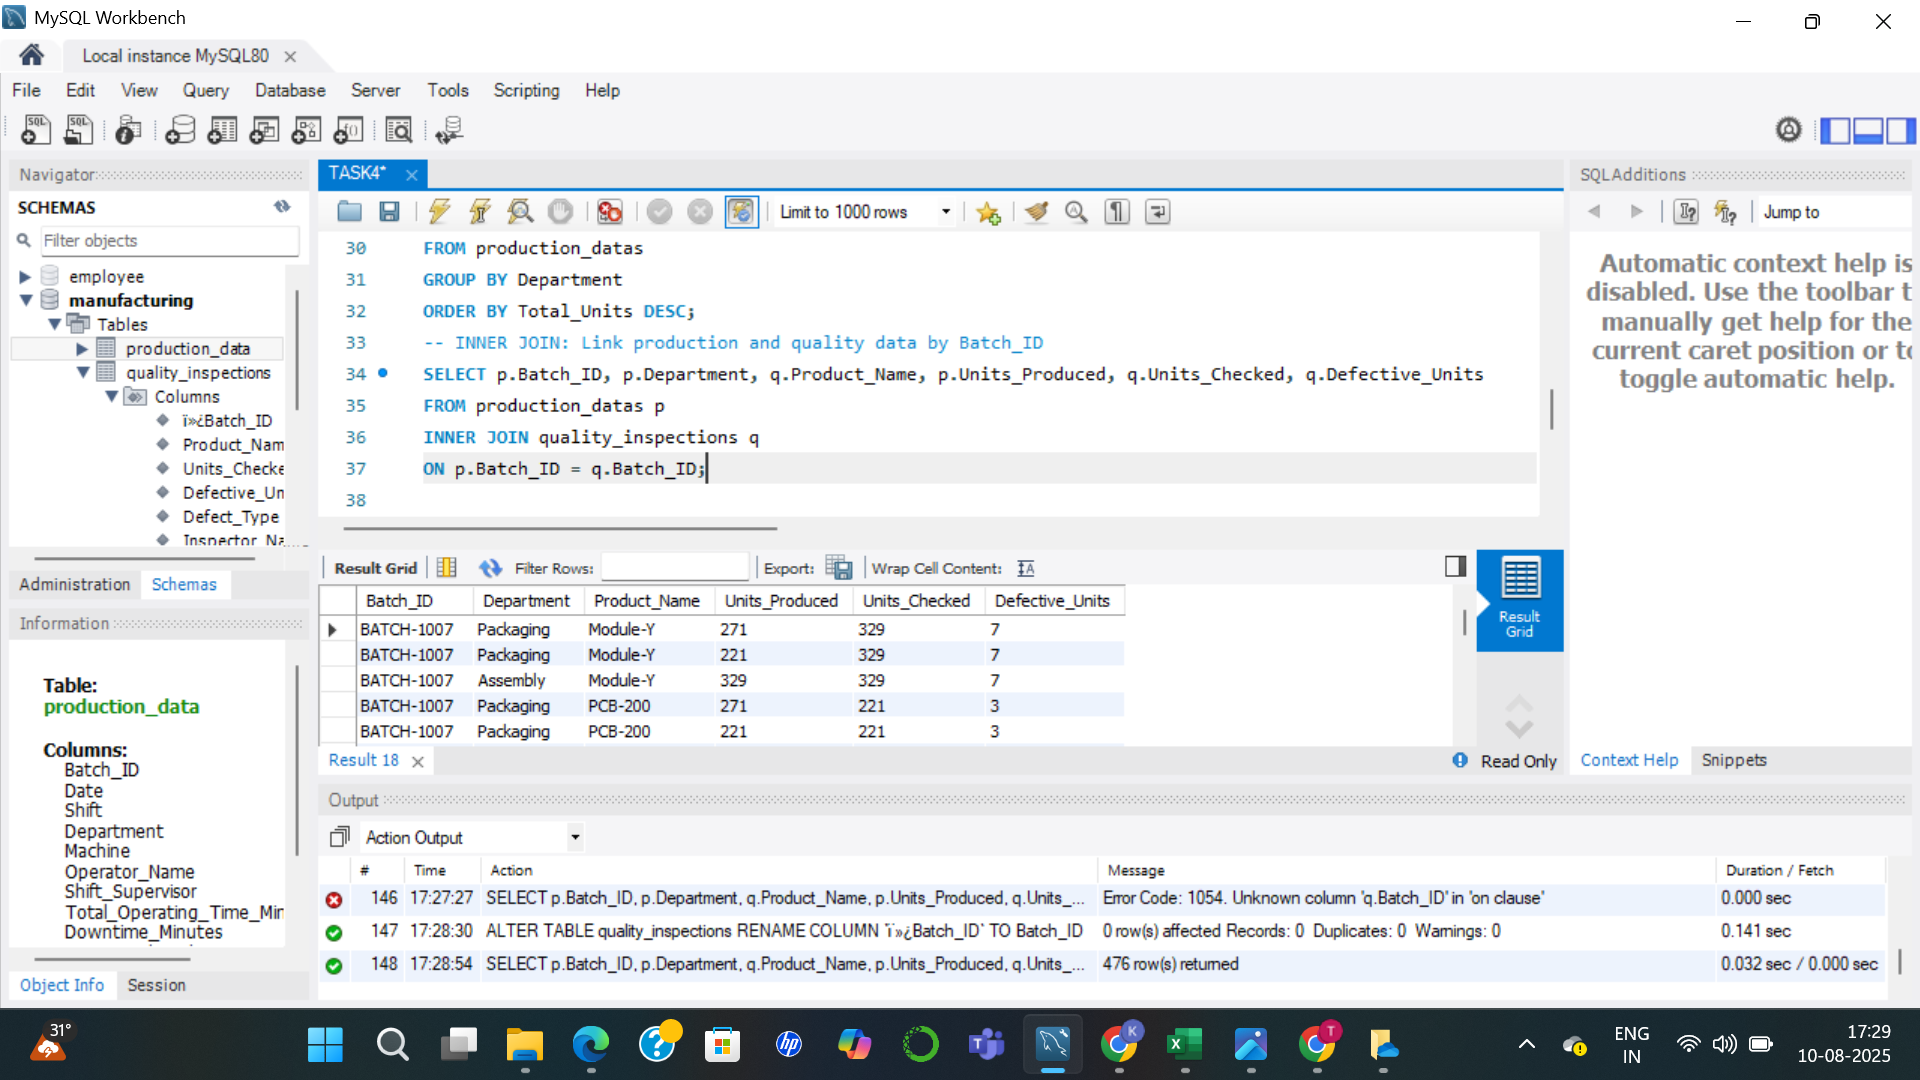 MySQL Workbench
Local instance MySQL80
File Edit View Query Database Server Tools Scripting Help
Navigator
SCHEMAS
Filter objects
employee
manufacturing
Tables
production_data
quality_inspections
Columns
ï»¿Batch_ID
Product_Nam
Units_Checke
Defective_Un
Defect_Type
Inspector_Na
Administration Schemas
Information
Table:
production_data
Columns:
Batch_ID
Date
Shift
Department
Machine
Operator_Name
Shift_Supervisor
Total_Operating_Time_Min
Downtime_Minutes
Object Info Session
TASK4*
Limit to 1000 rows
30 FROM production_datas
31 GROUP BY Department
32 ORDER BY Total_Units DESC;
33 -- INNER JOIN: Link production and quality data by Batch_ID
34 SELECT p.Batch_ID, p.Department, q.Product_Name, p.Units_Produced, q.Units_Checked, q.Defective_Units
35 FROM production_datas p
36 INNER JOIN quality_inspections q
37 ON p.Batch_ID = q.Batch_ID;
38
Result Grid Filter Rows: Export: Wrap Cell Content:
Batch_ID Department Product_Name Units_Produced Units_Checked Defective_Units
BATCH-1007 Packaging Module-Y 271 329 7
BATCH-1007 Packaging Module-Y 221 329 7
BATCH-1007 Assembly Module-Y 329 329 7
BATCH-1007 Packaging PCB-200 271 221 3
BATCH-1007 Packaging PCB-200 221 221 3
Result Grid
Result 18
Read Only
SQLAdditions
Jump to
Automatic context help is
disabled. Use the toolbar t
manually get help for the
current caret position or to
toggle automatic help.
Context Help Snippets
Output
Action Output
# Time Action Message Duration / Fetch
146 17:27:27 SELECT p.Batch_ID, p.Department, q.Product_Name, p.Units_Produced, q.Units_... Error Code: 1054. Unknown column 'q.Batch_ID' in 'on clause' 0.000 sec
147 17:28:30 ALTER TABLE quality_inspections RENAME COLUMN `ï»¿Batch_ID` TO Batch_ID 0 row(s) affected Records: 0 Duplicates: 0 Warnings: 0 0.141 sec
148 17:28:54 SELECT p.Batch_ID, p.Department, q.Product_Name, p.Units_Produced, q.Units_... 476 row(s) returned 0.032 sec / 0.000 sec
31°
ENG
IN
17:29
10-08-2025